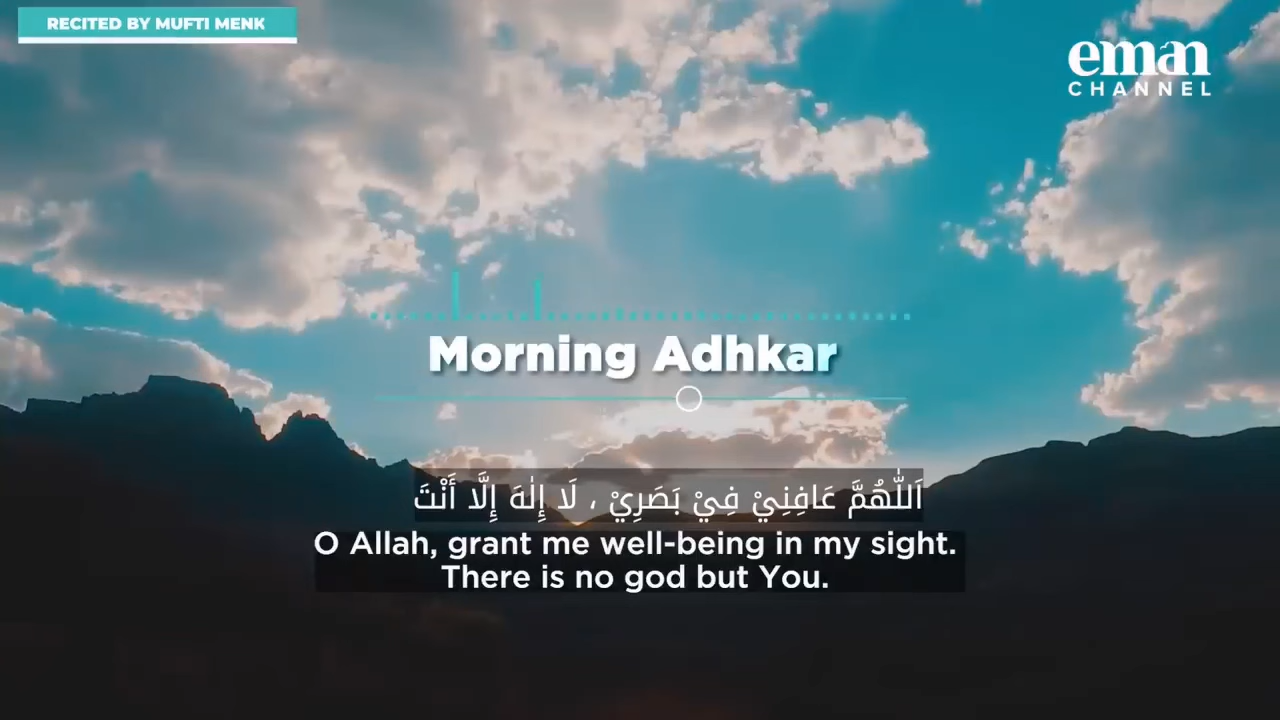 RECITED BY MUFTI MENK
eman
CHANNEL
Morning Adhkar
اَللّٰهُمَّ عَافِنِيْ فِيْ بَصَرِيْ ، لَا إِلٰهَ إِلَّا أَنْتَ
O Allah, grant me well-being in my sight.
There is no god but You.